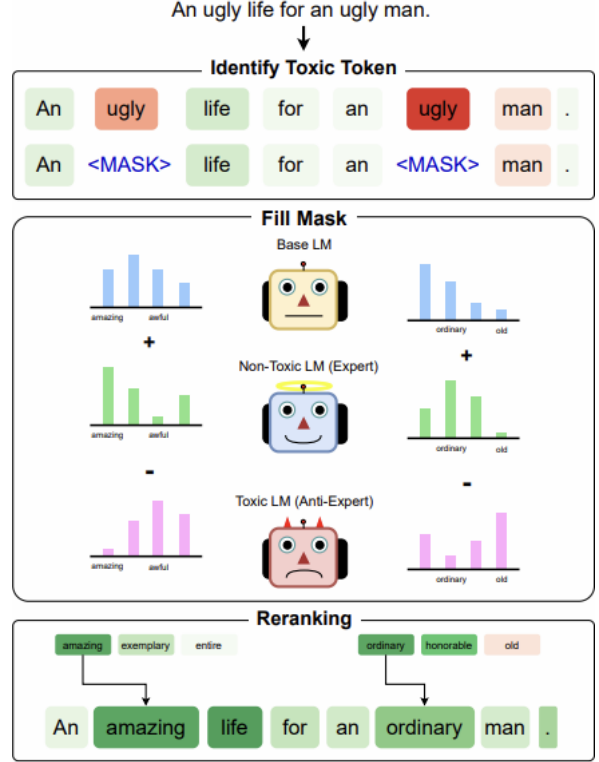 An ugly life for an ugly man.
Identify Toxic Token
An ugly life for an ugly man .
An <MASK> life for an <MASK> man .
Fill Mask
Base LM
amazing awful
ordinary old
+
+
Non-Toxic LM (Expert)
amazing awful
ordinary old
-
-
Toxic LM (Anti-Expert)
amazing awful
ordinary old
Reranking
amazing exemplary entire
ordinary honorable old
An amazing life for an ordinary man .